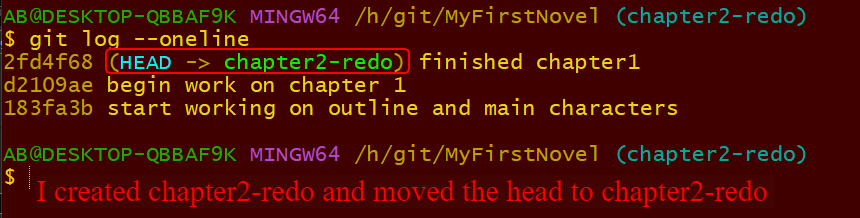 AB@DESKTOP-QBBAF9K MINGW64 /h/git/MyFirstNovel (chapter2-redo)
$ git log --oneline
2fd4f68 (HEAD -> chapter2-redo) finished chapter1
d2109ae begin work on chapter 1
183fa3b start working on outline and main characters
AB@DESKTOP-QBBAF9K MINGW64 /h/git/MyFirstNovel (chapter2-redo)
$
I created chapter2-redo and moved the head to chapter2-redo